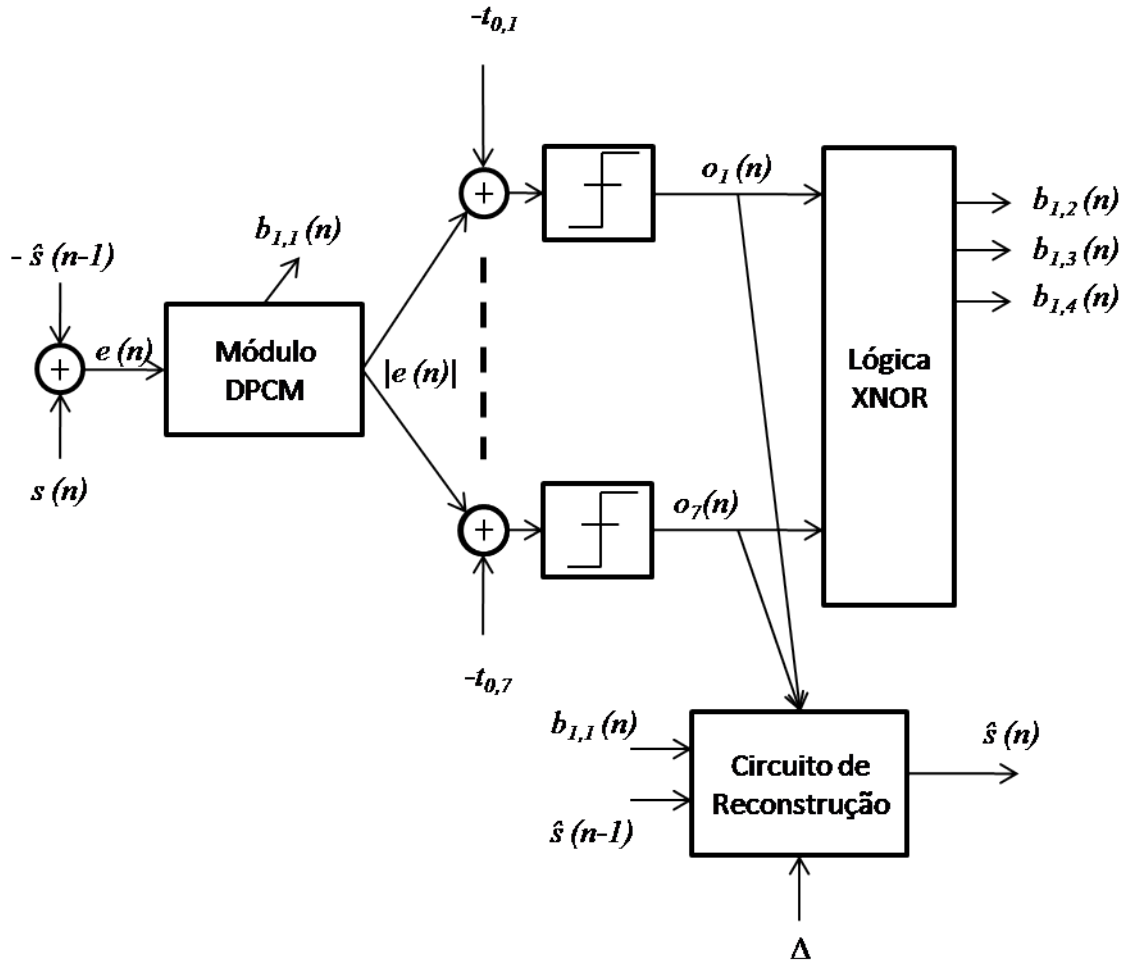 -t0,1
o1 (n)
b1,2 (n)
b1,3 (n)
b1,4 (n)
b1,1 (n)
- ŝ (n-1)
e (n)
Módulo
DPCM
|e (n)|
Lógica
XNOR
s (n)
o7(n)
-t0,7
b1,1 (n)
ŝ (n-1)
Circuito de
Reconstrução
ŝ (n)
Δ
+
+
+